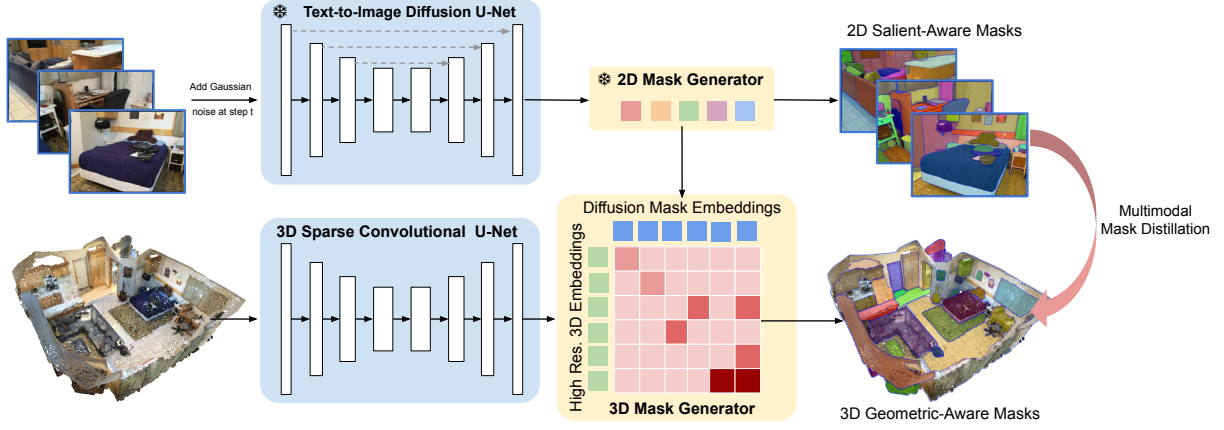 Text-to-Image Diffusion U-Net
2D Salient-Aware Masks
Add Gaussian
noise at step t
2D Mask Generator
Diffusion Mask Embeddings
3D Sparse Convolutional U-Net
High Res. 3D Embeddings
Multimodal
Mask Distillation
3D Mask Generator
3D Geometric-Aware Masks